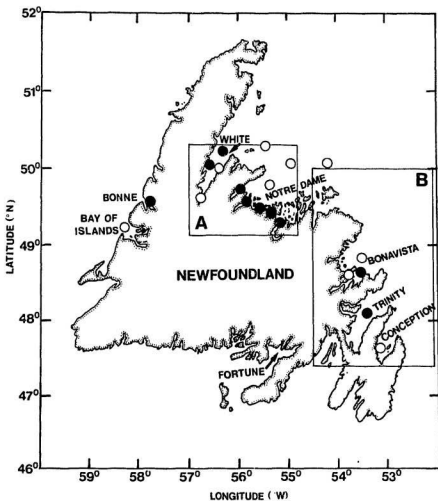 52°
51°
50°
49°
48°
47°
46°
LATITUDE (°N)
WHITE
NOTRE DAME
A
B
BONNE
BAY OF
ISLANDS
BONAVISTA
NEWFOUNDLAND
TRINITY
CONCEPTION
FORTUNE
59° 58° 57° 56° 55° 54° 53°
LONGITUDE (°W)